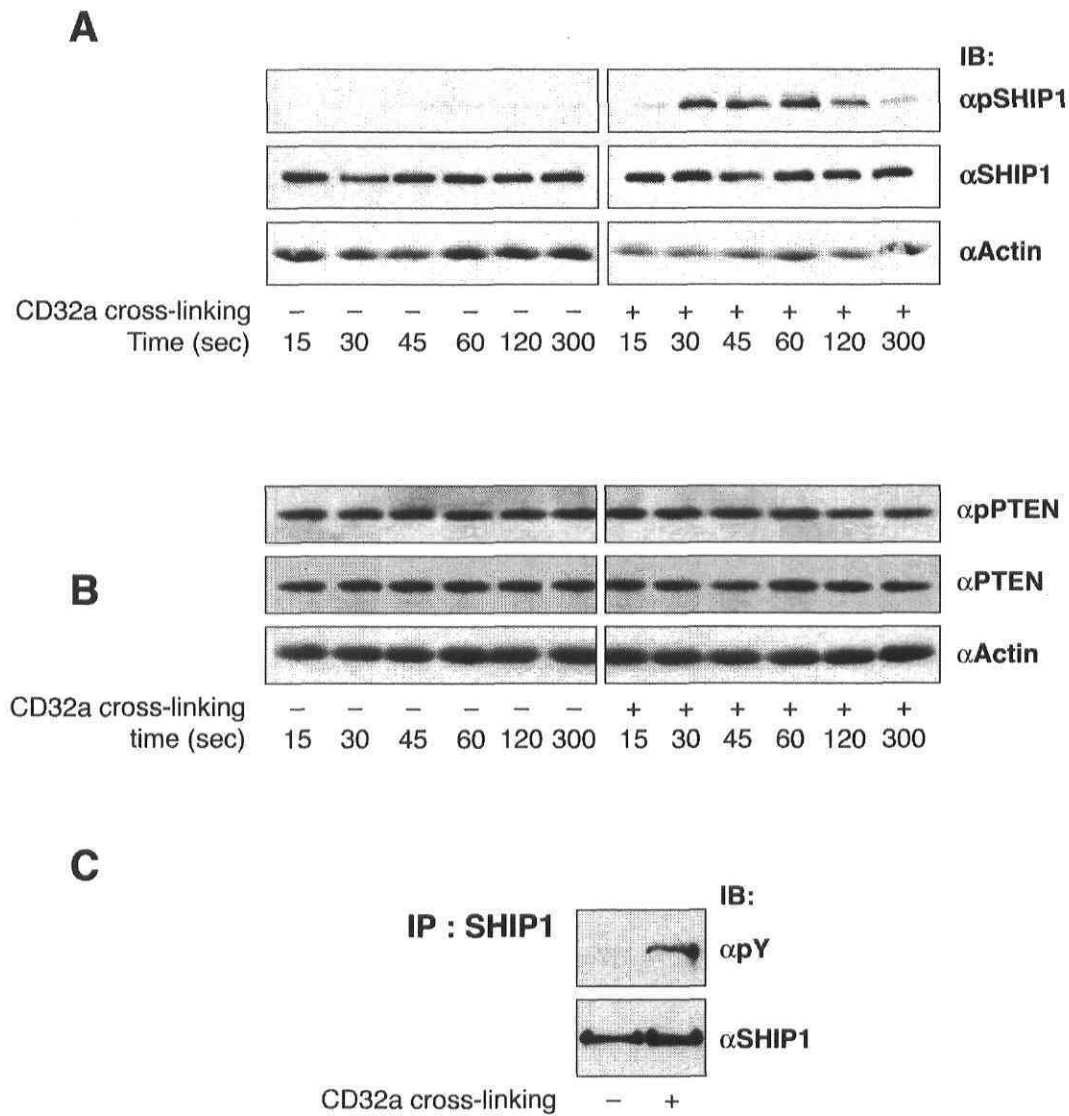 A
IB:
αpSHIP1
αSHIP1
αActin
CD32a cross-linking – – – – – – + + + + + +
Time (sec) 15 30 45 60 120 300 15 30 45 60 120 300
αpPTEN
B
αPTEN
αActin
CD32a cross-linking – – – – – – + + + + + +
time (sec) 15 30 45 60 120 300 15 30 45 60 120 300
C
IB:
IP : SHIP1
αpY
αSHIP1
CD32a cross-linking – +